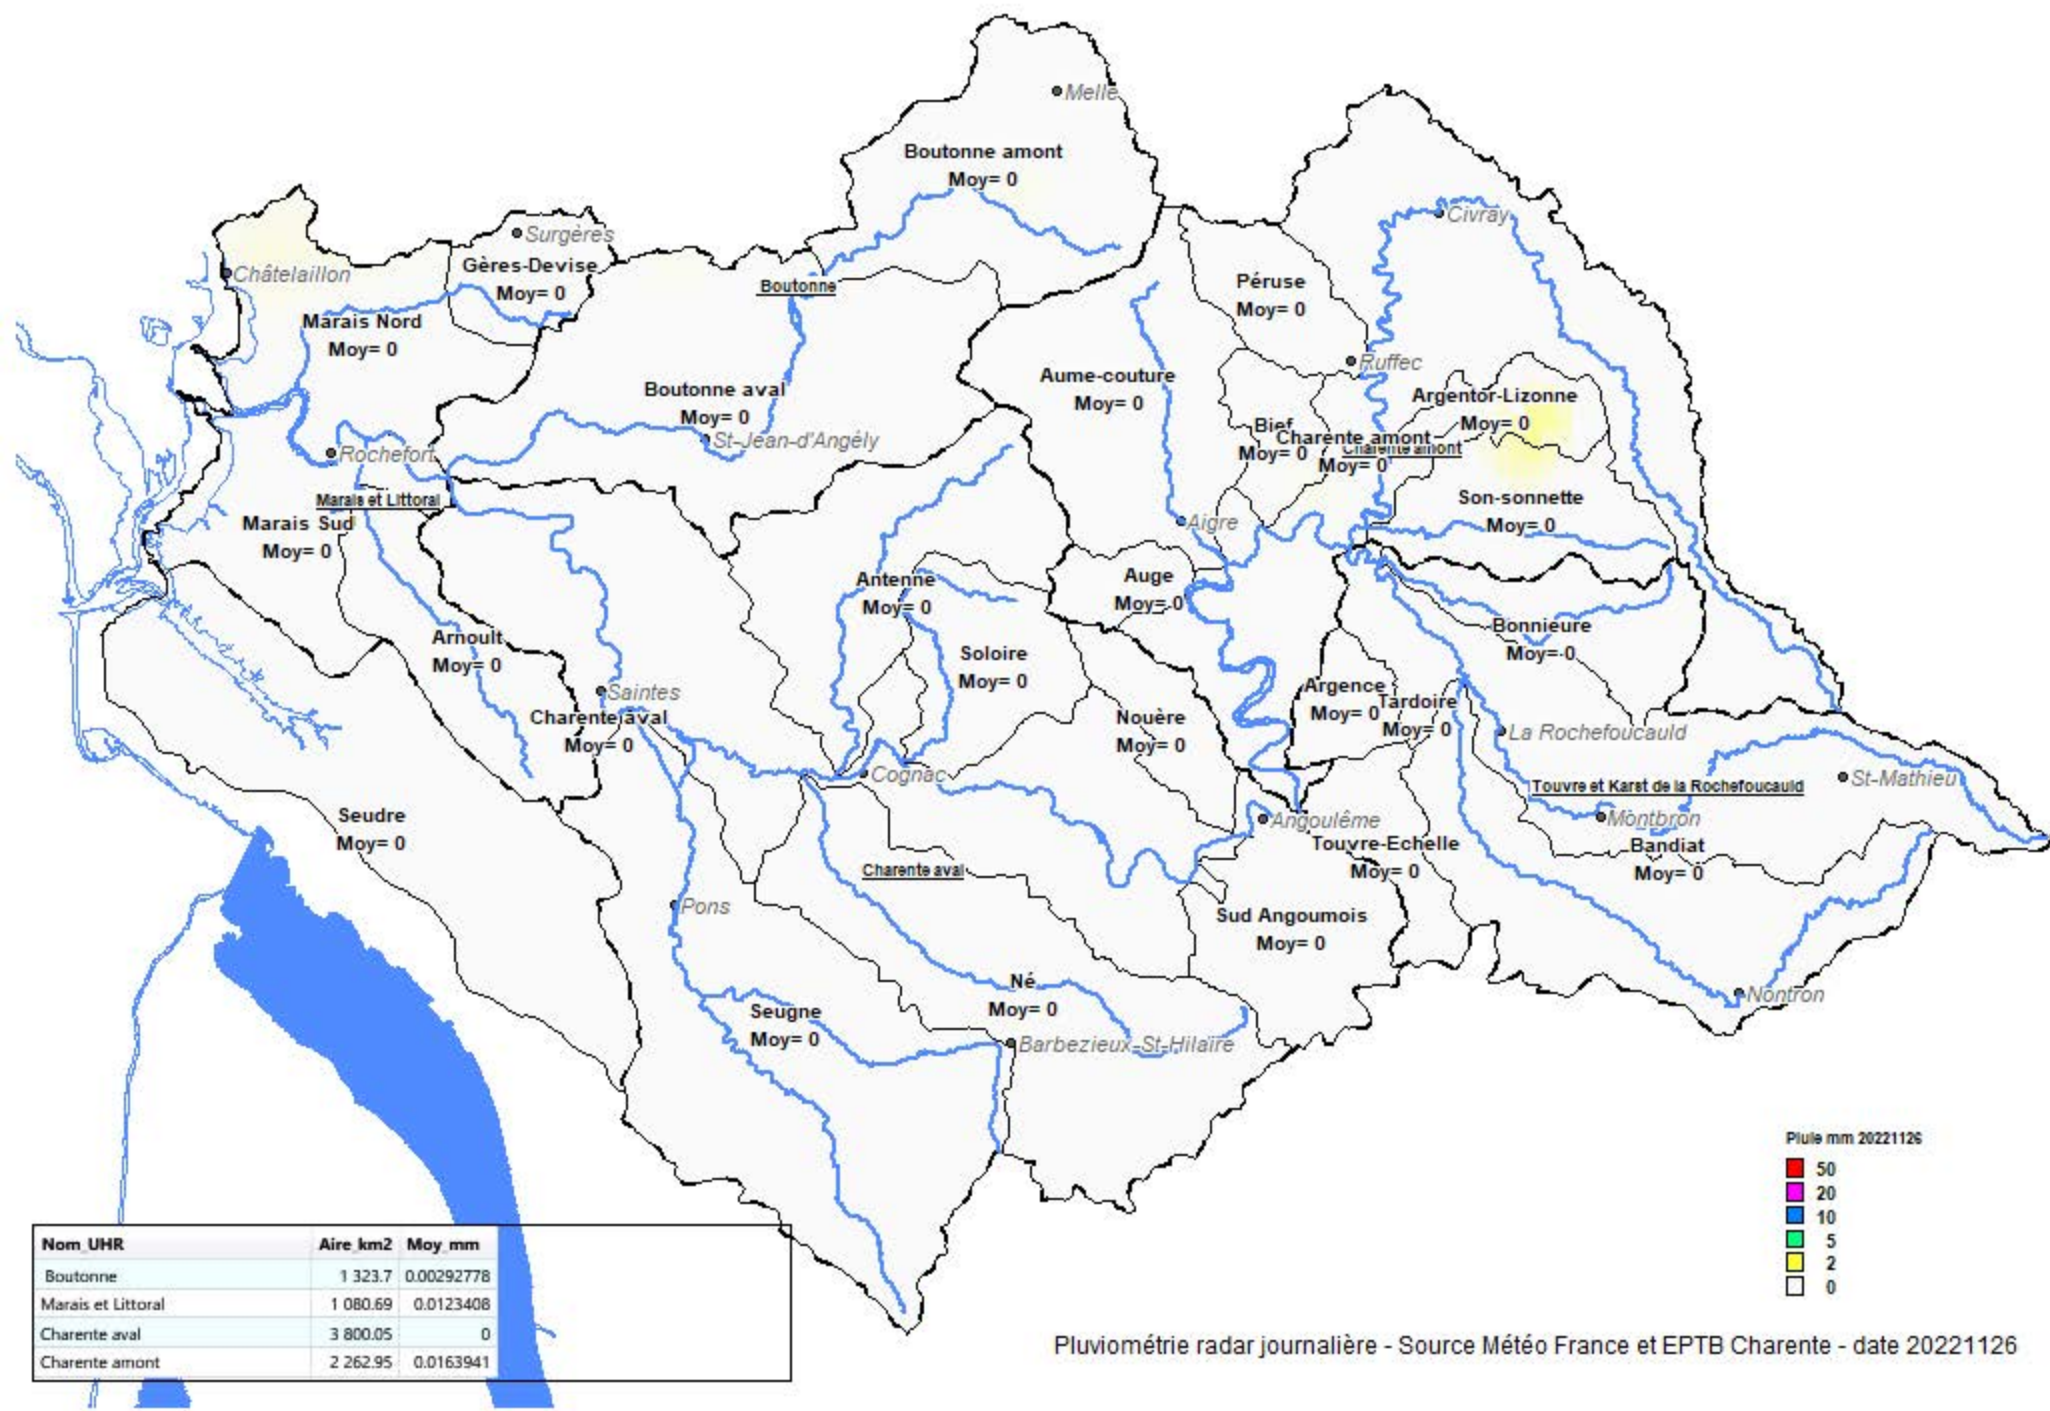 Melle
Boutonne amont
Moy= 0
Civray
Surgères
Châtelaillon
Gères-Devise
Moy= 0
Boutonne
Péruse
Moy= 0
Marais Nord
Moy= 0
Ruffec
Aume-couture
Moy= 0
Boutonne aval
Moy= 0
Argentor-Lizonne
Moy= 0
St-Jean-d'Angély
Bief
Moy= 0
Charente amont
Moy= 0
Charente amont
Rochefort
Marais et Littoral
Son-sonnette
Moy= 0
Marais Sud
Moy= 0
Aigre
Antenne
Moy= 0
Auge
Moy= 0
Bonnieure
Moy= 0
Arnoult
Moy= 0
Soloire
Moy= 0
Saintes
Argence
Moy= 0
Tardoire
Moy= 0
Charente aval
Moy= 0
Nouère
Moy= 0
La Rochefoucauld
Cognac
Touvre et Karst de la Rochefoucauld
St-Mathieu
Seudre
Moy= 0
Angoulême
Montbron
Touvre-Echelle
Moy= 0
Bandiat
Moy= 0
Charente aval
Pons
Sud Angoumois
Moy= 0
Né
Moy= 0
Nontron
Seugne
Moy= 0
Barbezieux-St-Hilaire
Pluie mm 20221126
50
20
10
5
2
0
Nom_UHR Aire_km2 Moy_mm
Boutonne 1 323.7 0.00292778
Marais et Littoral 1 080.69 0.0123408
Charente aval 3 800.05 0
Charente amont 2 262.95 0.0163941
Pluviométrie radar journalière - Source Météo France et EPTB Charente - date 20221126